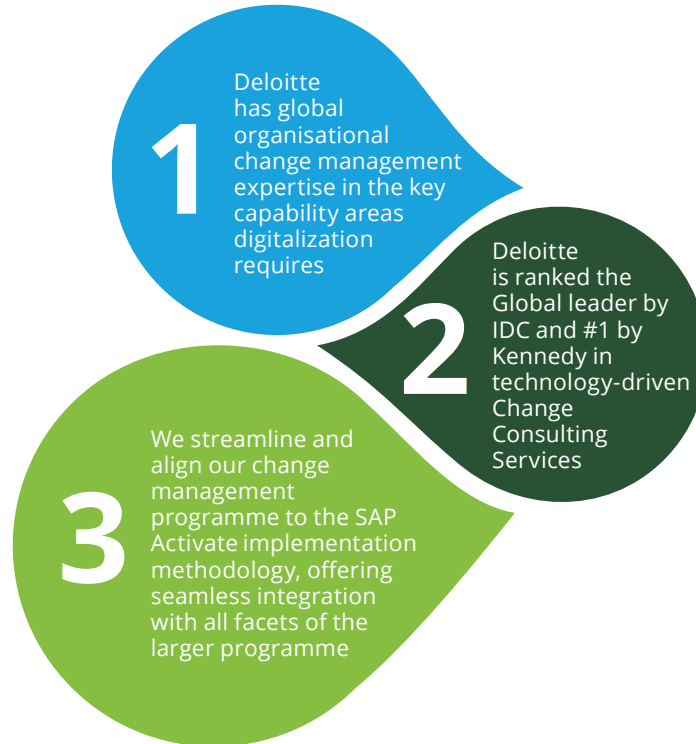 1
Deloitte
has global
organisational
change management
expertise in the key
capability areas
digitalization
requires
2
Deloitte
is ranked the
Global leader by
IDC and #1 by
Kennedy in
technology-driven
Change
Consulting
Services
3
We streamline and
align our change
management
programme to the SAP
Activate implementation
methodology, offering
seamless integration
with all facets of the
larger programme